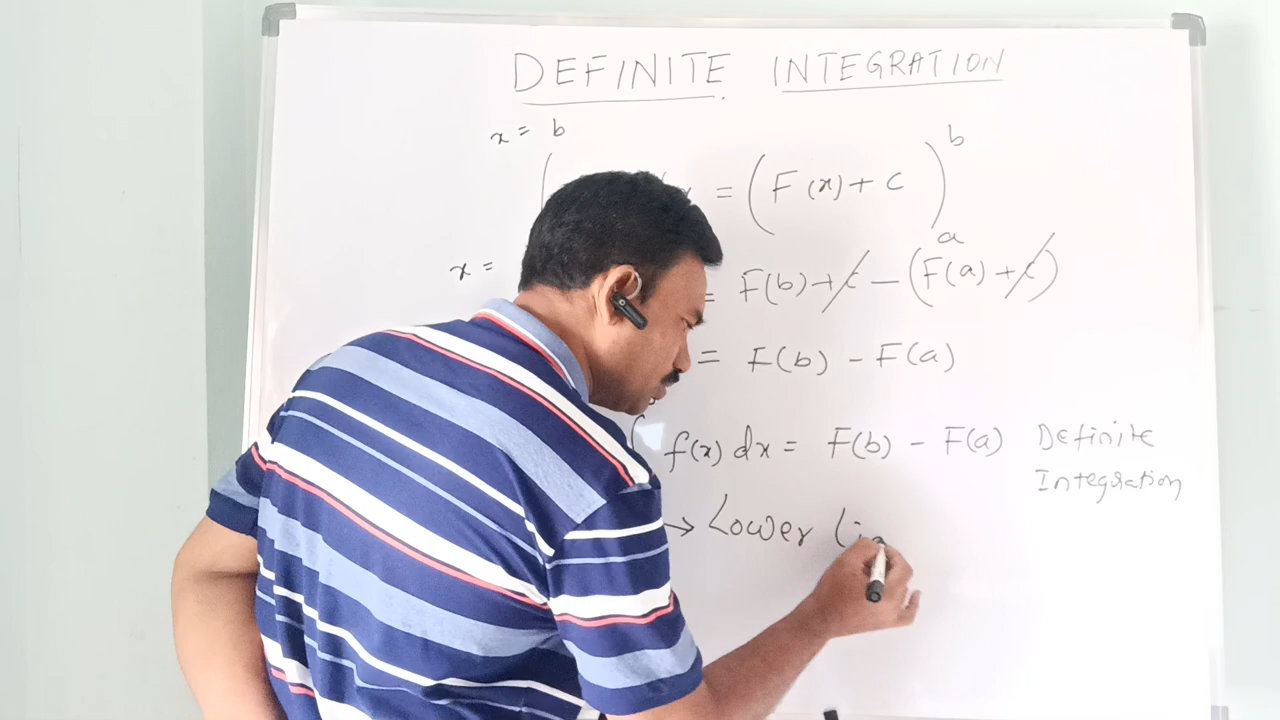 DEFINITE INTEGRATION
x = b
= (F(x) + c)
b
a
x =
= F(b) + c − (F(a) + c)
= F(b) − F(a)
f(x) dx = F(b) − F(a) Definite
Integration
→ Lower